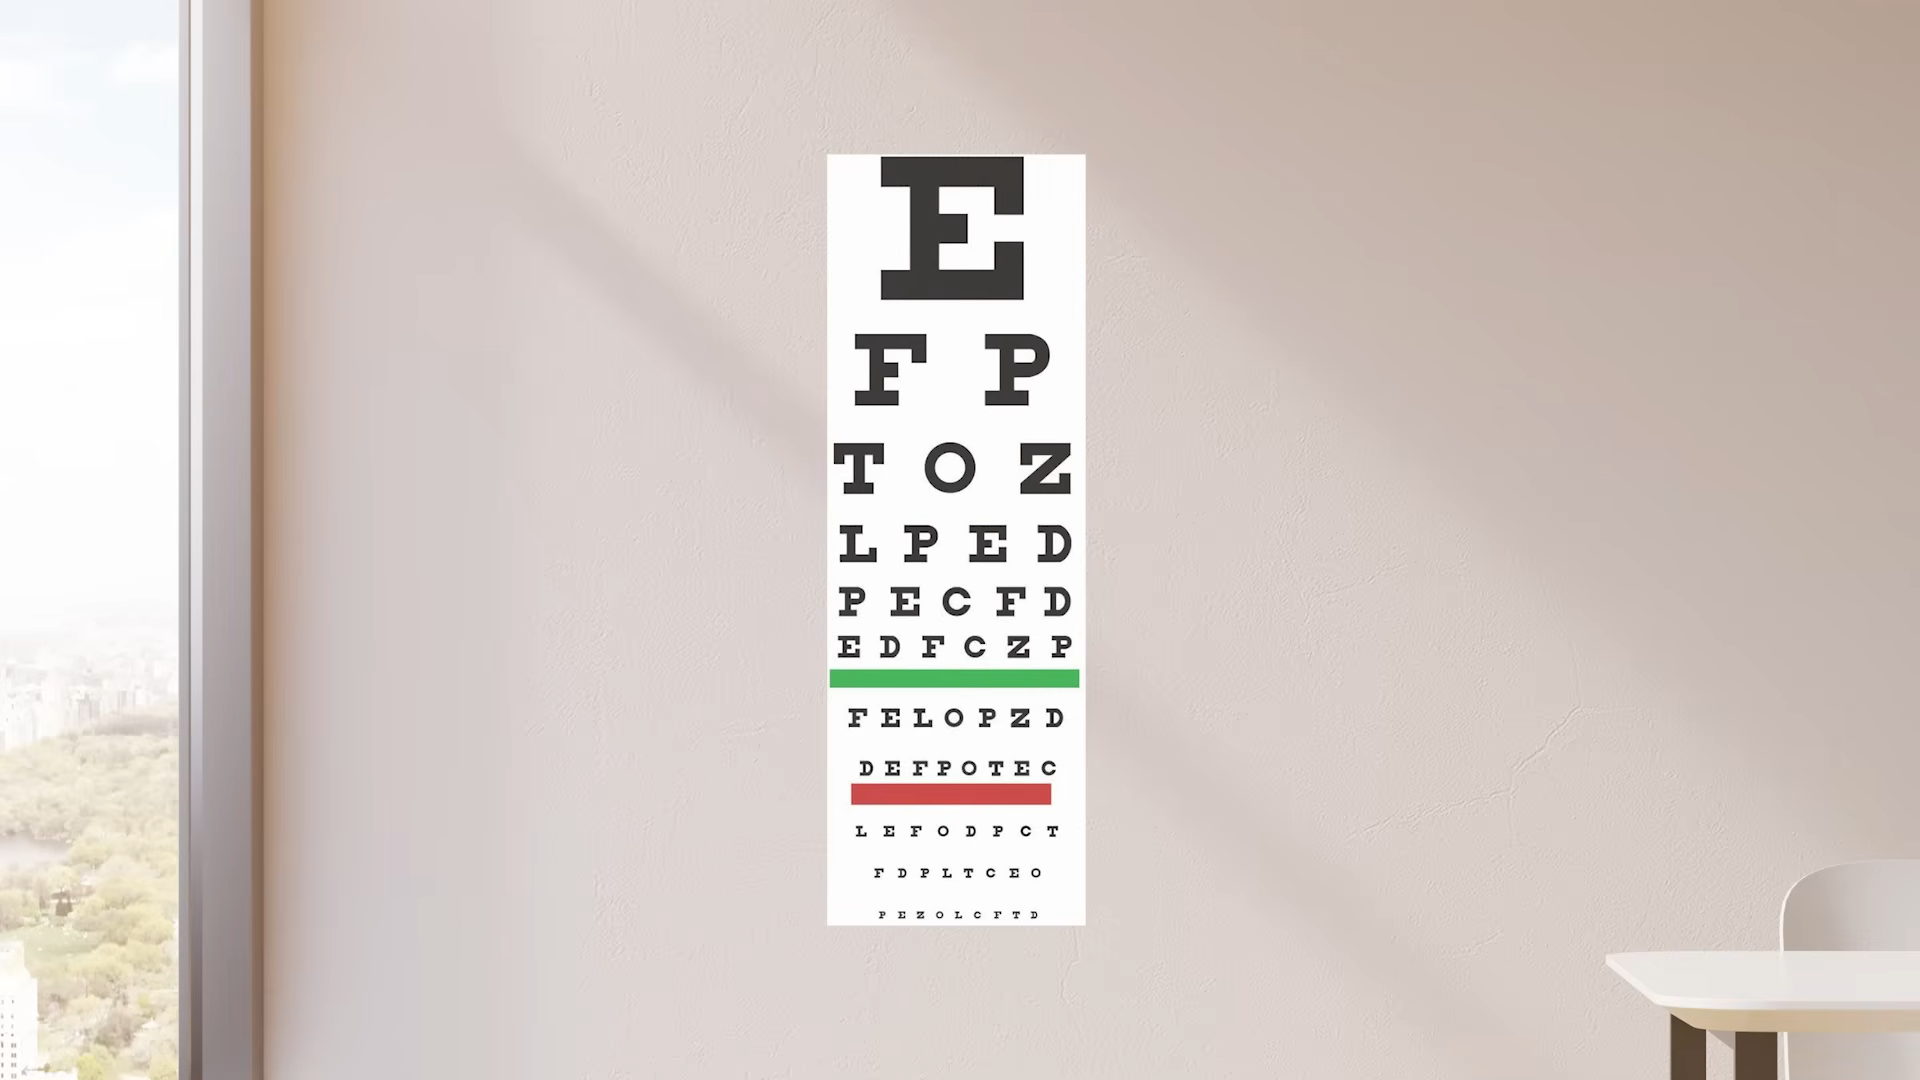 E
F P
T O Z
L P E D
P E C F D
E D F C Z P
F E L O P Z D
D E F P O T E C
L E F O D P C T
F D P L T C E O
P E Z O L C F T D